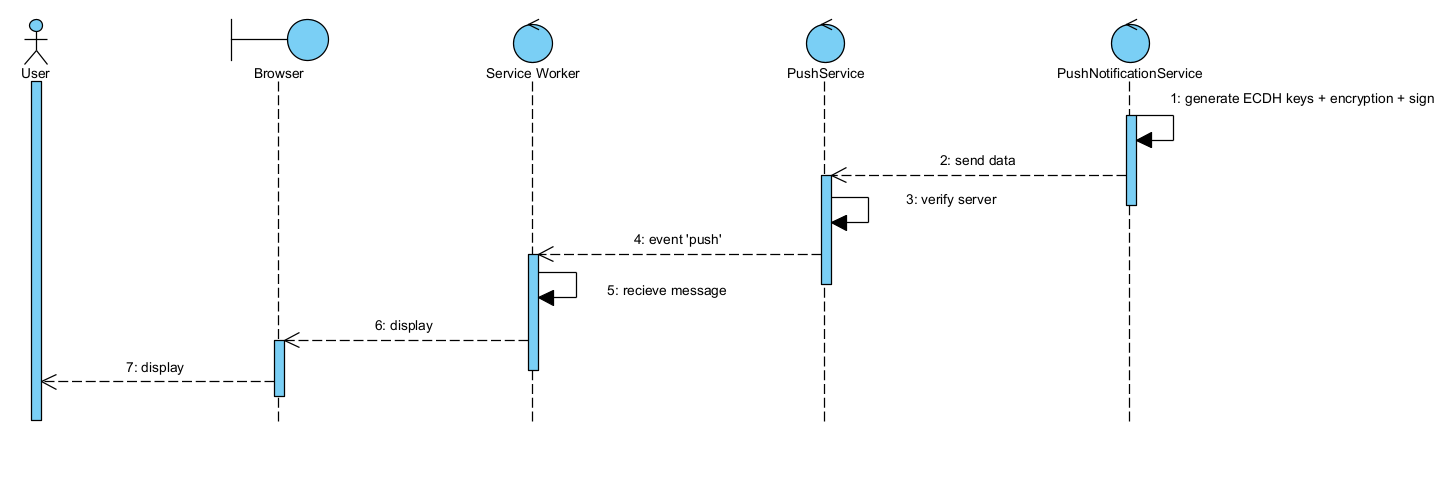 User
Browser
Service Worker
PushService
PushNotificationService
1: generate ECDH keys + encryption + sign
2: send data
3: verify server
4: event 'push'
5: recieve message
6: display
7: display